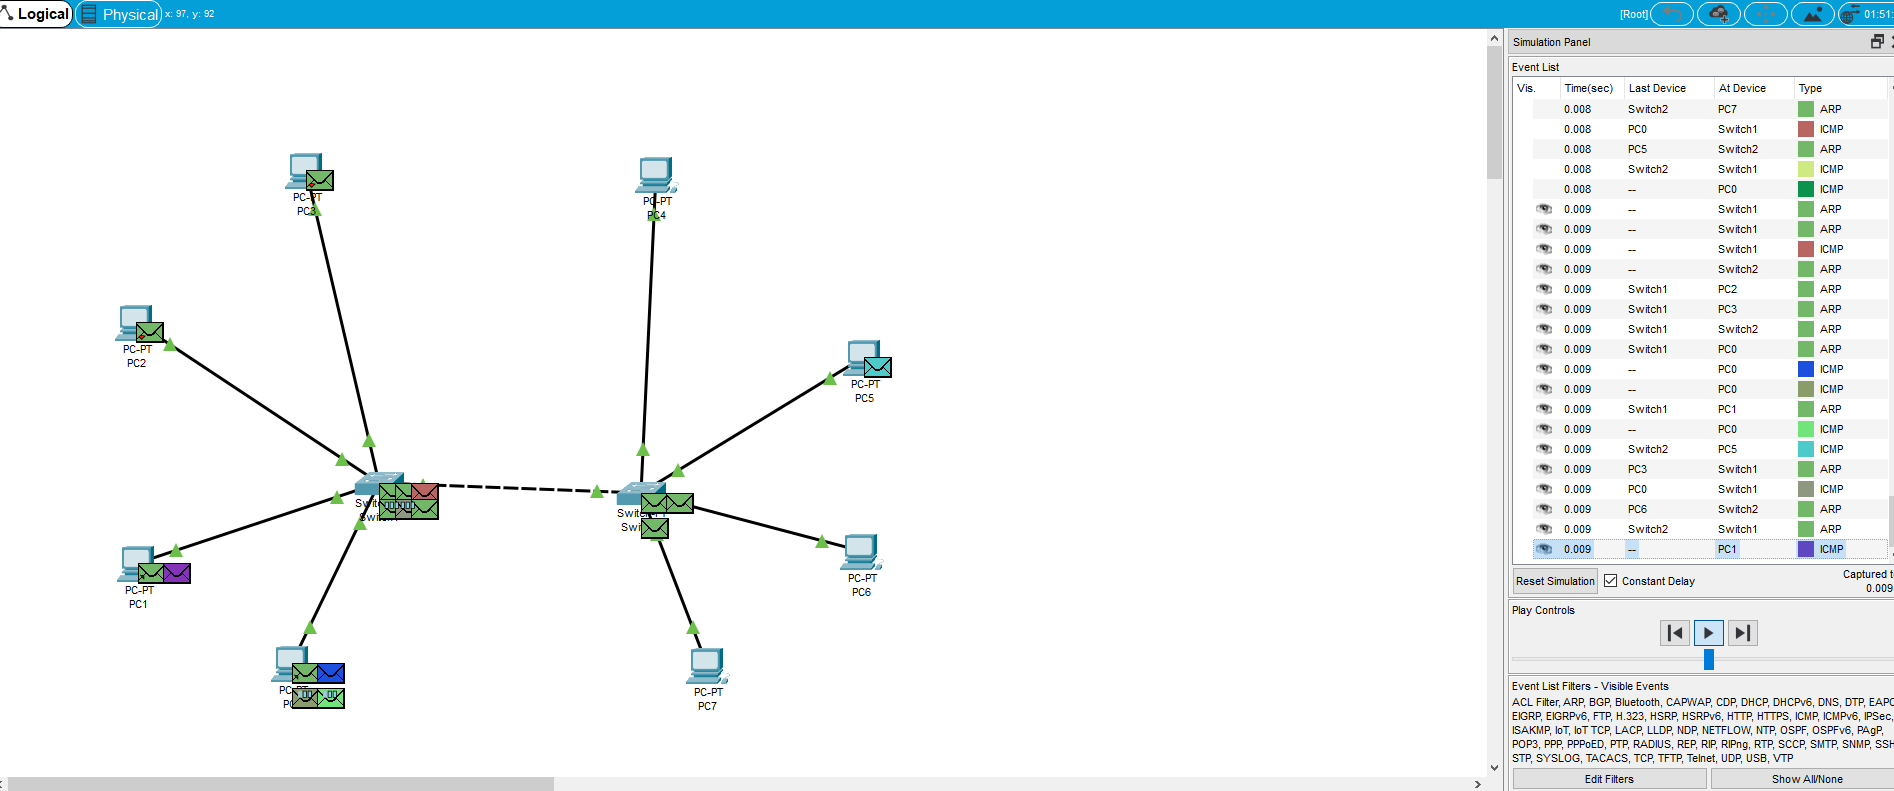 Logical
Physical
x: 97, y: 92
[Root]
01:51:
Simulation Panel
Event List
Vis. Time(sec) Last Device At Device Type
0.008 Switch2 PC7 ARP
0.008 PC0 Switch1 ICMP
0.008 PC5 Switch2 ARP
0.008 Switch2 Switch1 ICMP
0.008 -- PC0 ICMP
0.009 -- Switch1 ARP
0.009 -- Switch1 ARP
0.009 -- Switch1 ICMP
0.009 -- Switch2 ARP
0.009 Switch1 PC2 ARP
0.009 Switch1 PC3 ARP
0.009 Switch1 Switch2 ARP
0.009 Switch1 PC0 ARP
0.009 -- PC0 ICMP
0.009 -- PC0 ICMP
0.009 Switch1 PC1 ARP
0.009 -- PC0 ICMP
0.009 Switch2 PC5 ICMP
0.009 PC3 Switch1 ARP
0.009 PC0 Switch1 ICMP
0.009 PC6 Switch2 ARP
0.009 Switch2 Switch1 ARP
0.009 -- PC1 ICMP
Reset Simulation
Constant Delay
Captured t
0.009
Play Controls
Event List Filters - Visible Events
ACL Filter, ARP, BGP, Bluetooth, CAPWAP, CDP, DHCP, DHCPv6, DNS, DTP, EAPO
EIGRP, EIGRPv6, FTP, H.323, HSRP, HSRPv6, HTTP, HTTPS, ICMP, ICMPv6, IPSec,
ISAKMP, IoT, IoT TCP, LACP, LLDP, NDP, NETFLOW, NTP, OSPF, OSPFv6, PAgP,
POP3, PPP, PPPoED, PTP, RADIUS, REP, RIP, RIPng, RTP, SCCP, SMTP, SNMP, SSH
STP, SYSLOG, TACACS, TCP, TFTP, Telnet, UDP, USB, VTP
Edit Filters
Show All/None
PC-PT
PC3
PC-PT
PC4
PC-PT
PC2
PC-PT
PC5
PC-PT
PC1
PC-PT
PC6
PC-PT
PC7